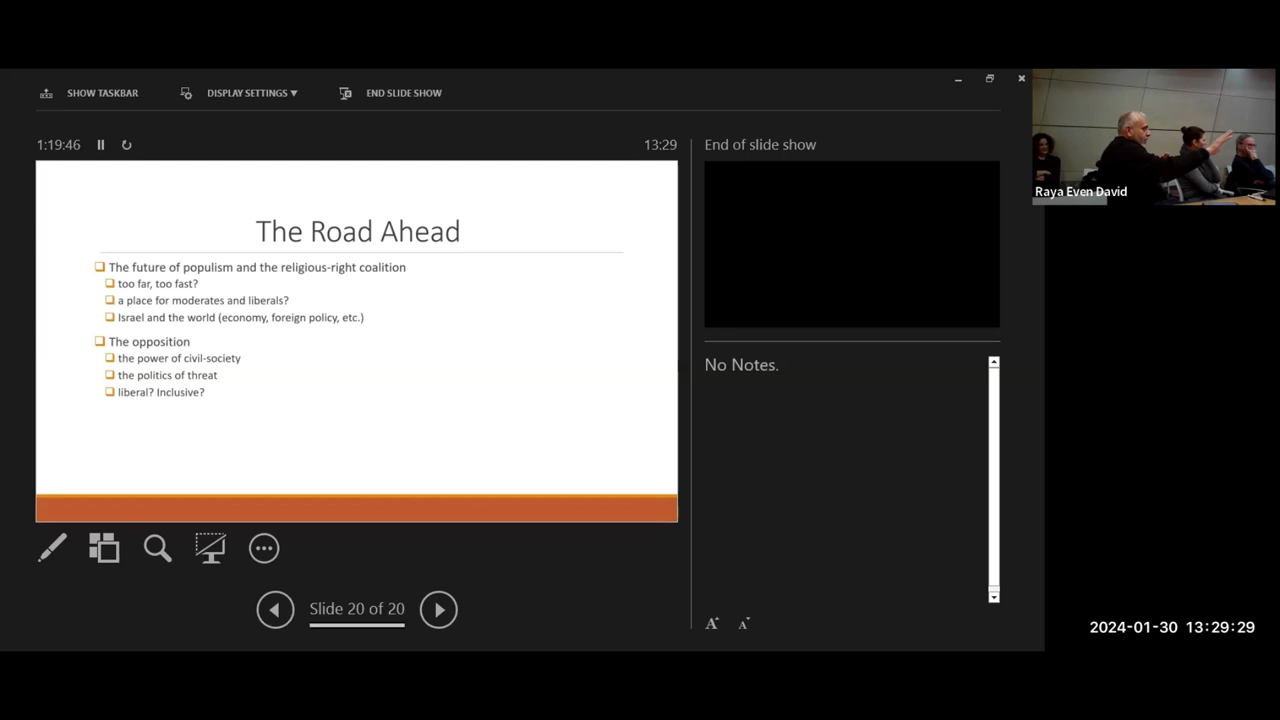 SHOW TASKBAR
DISPLAY SETTINGS ▼
END SLIDE SHOW
1:19:46
13:29
The Road Ahead
The future of populism and the religious-right coalition
too far, too fast?
a place for moderates and liberals?
Israel and the world (economy, foreign policy, etc.)
The opposition
the power of civil-society
the politics of threat
liberal? Inclusive?
Slide 20 of 20
End of slide show
No Notes.
A A
Raya Even David
2024-01-30 13:29:29